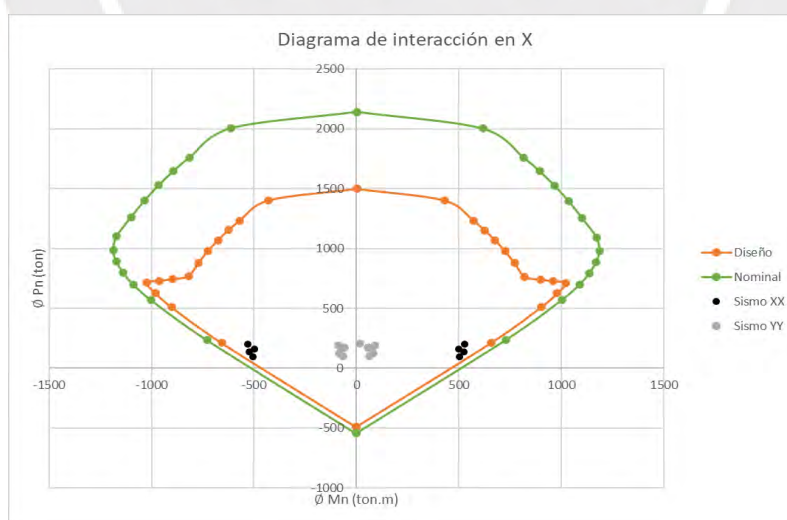 Diagrama de interacción en X
2500
2000
1500
1000
500
0
-500
-1000
-1500 -1000 -500 0 500 1000 1500
Ø Pn (ton)
Ø Mn (ton.m)
Diseño
Nominal
Sismo XX
Sismo YY